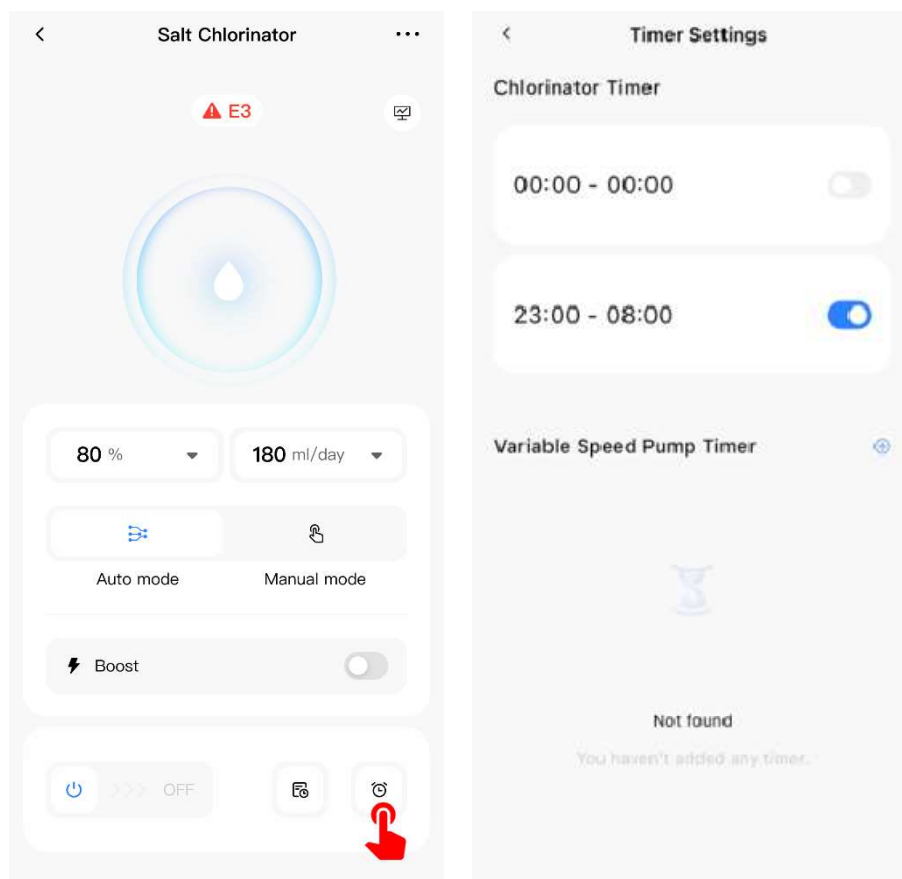 Salt Chlorinator
E3
80 %
180 ml/day
Auto mode
Manual mode
Boost
>>> OFF
Timer Settings
Chlorinator Timer
00:00 - 00:00
23:00 - 08:00
Variable Speed Pump Timer
Not found
You haven't added any timer.